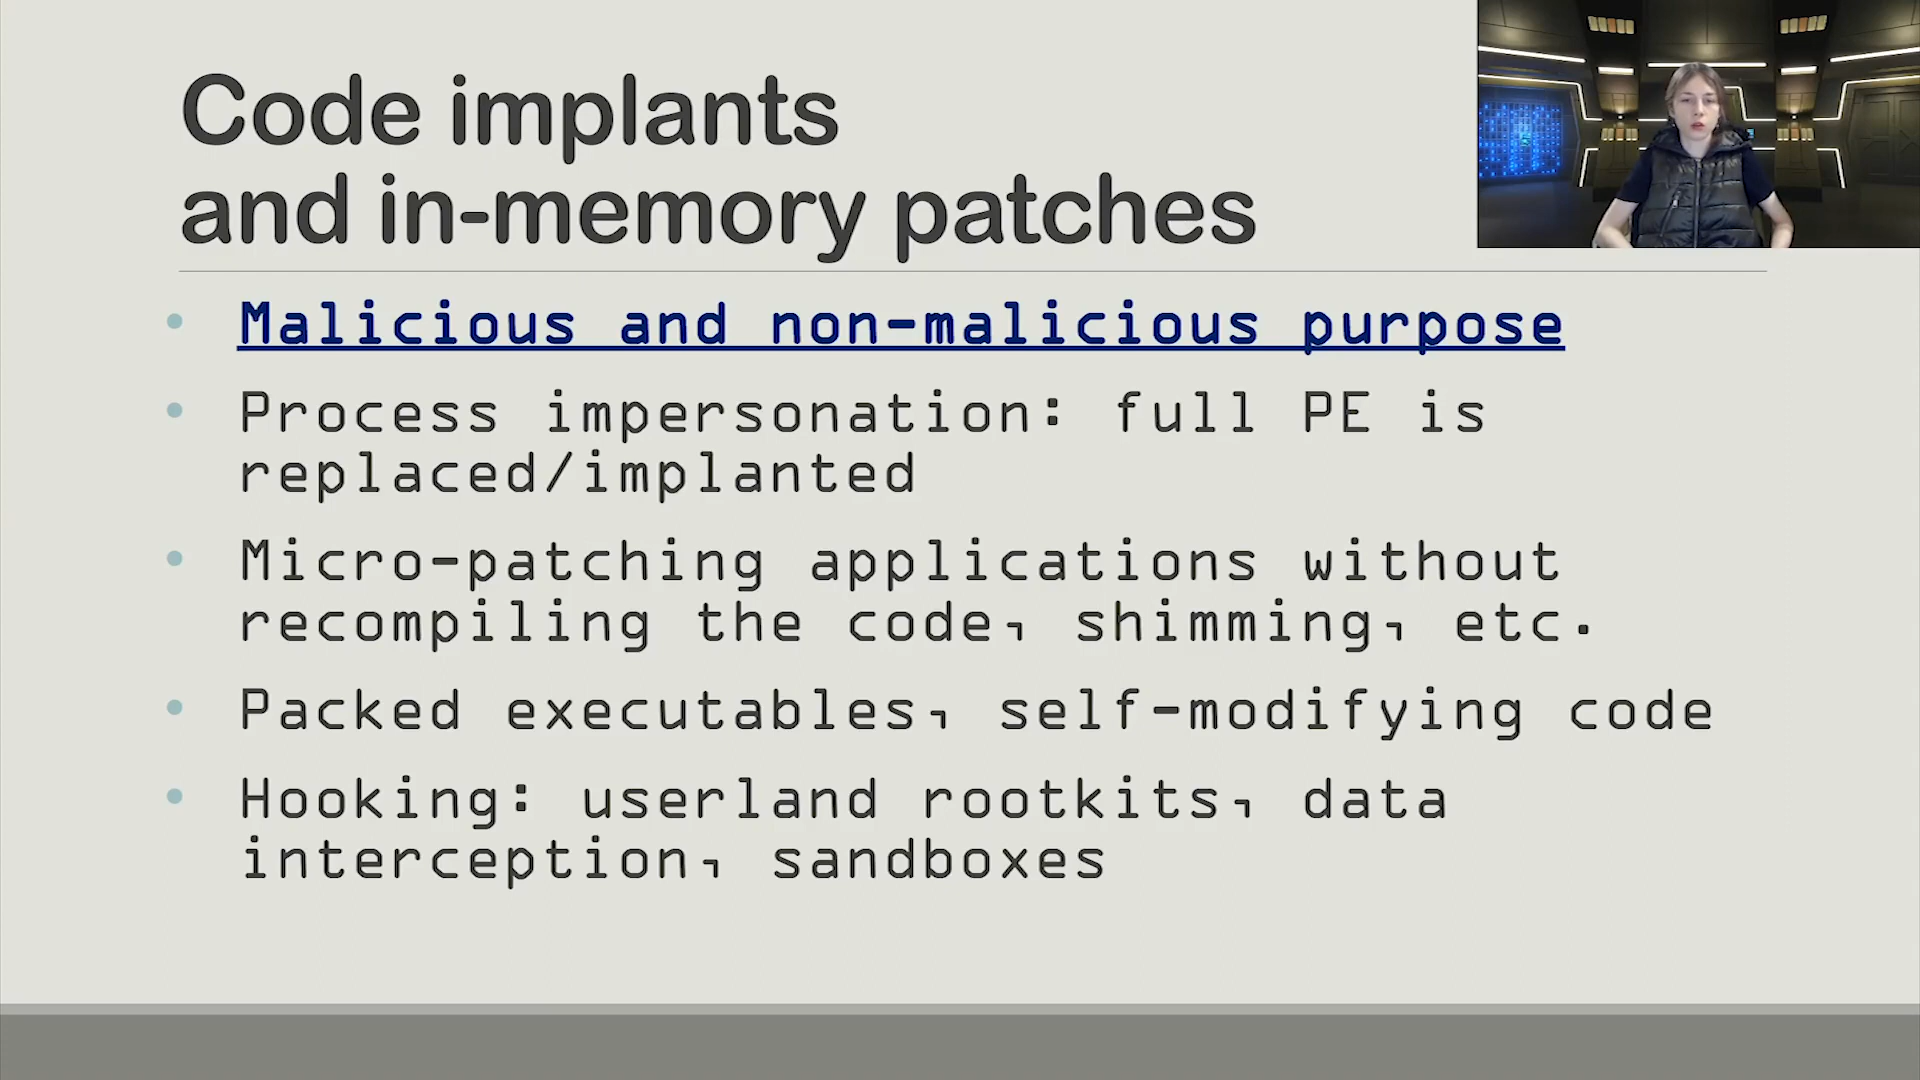 Code implants
and in-memory patches
• Malicious and non-malicious purpose
• Process impersonation: full PE is
replaced/implanted
• Micro-patching applications without
recompiling the code, shimming, etc.
• Packed executables, self-modifying code
• Hooking: userland rootkits, data
interception, sandboxes